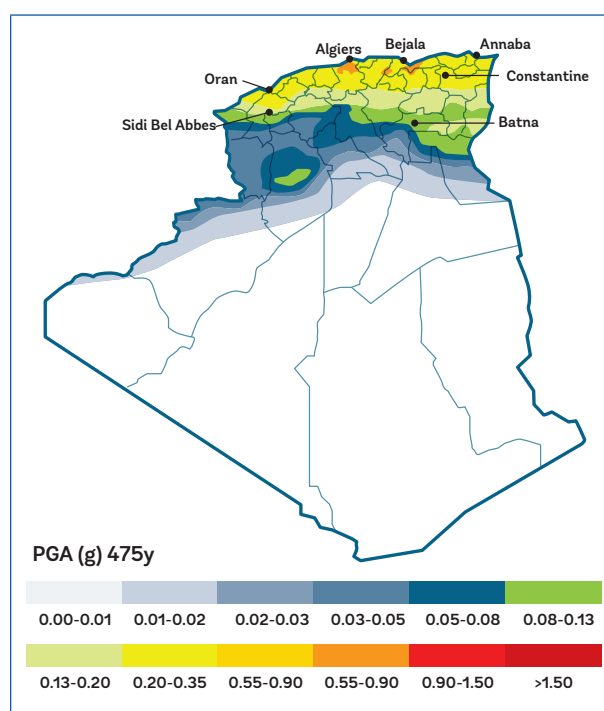 Algiers
Bejala
Annaba
Oran
Constantine
Sidi Bel Abbes
Batna
PGA (g) 475y
0.00-0.01 0.01-0.02 0.02-0.03 0.03-0.05 0.05-0.08 0.08-0.13
0.13-0.20 0.20-0.35 0.55-0.90 0.55-0.90 0.90-1.50 >1.50